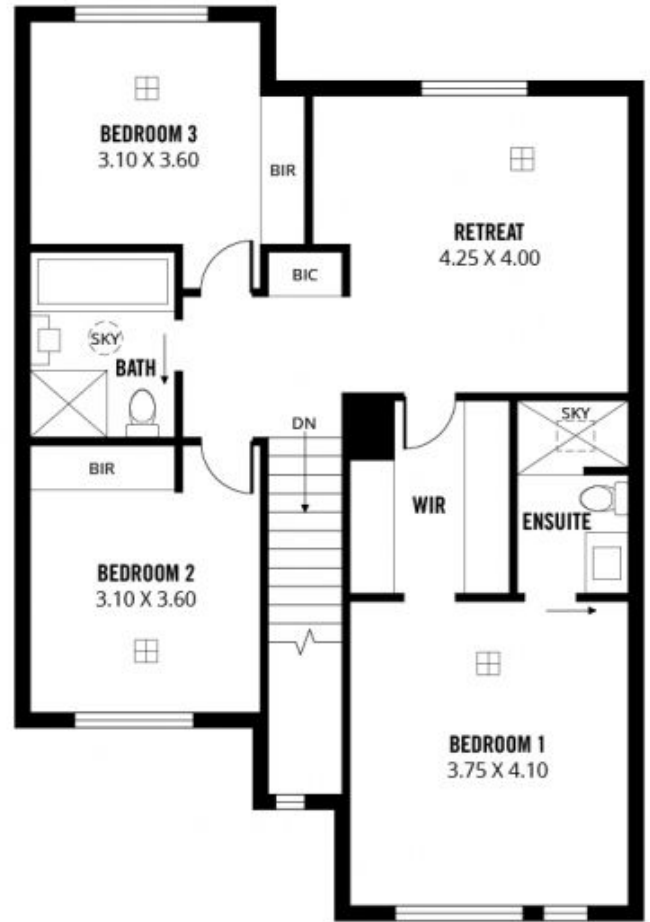 BEDROOM 3
3.10 X 3.60
BIR
RETREAT
4.25 X 4.00
BIC
SKY
BATH
DN
SKY
BIR
WIR
ENSUITE
BEDROOM 2
3.10 X 3.60
BEDROOM 1
3.75 X 4.10